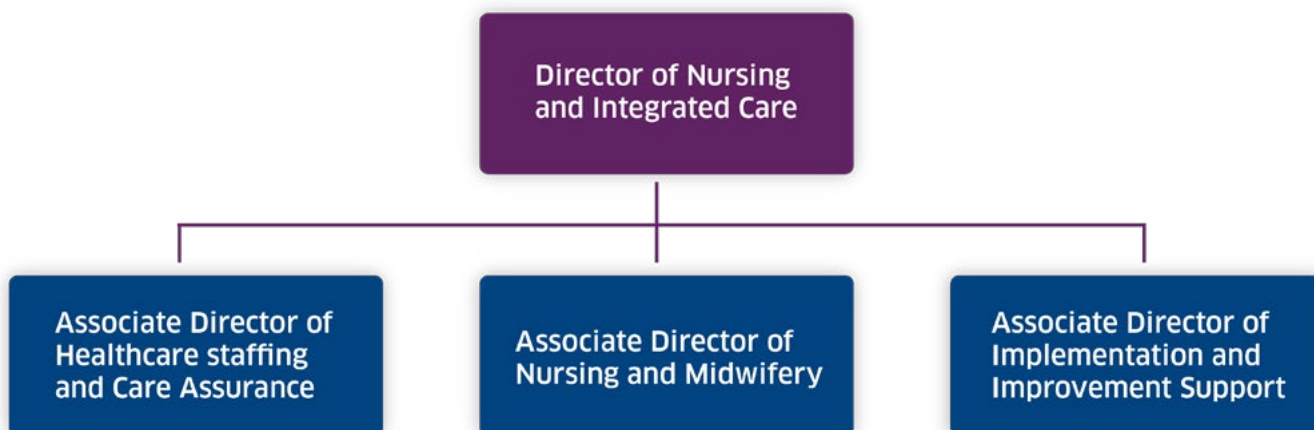 Director of Nursing
and Integrated Care
Associate Director of
Healthcare staffing
and Care Assurance
Associate Director of
Nursing and Midwifery
Associate Director of
Implementation and
Improvement Support